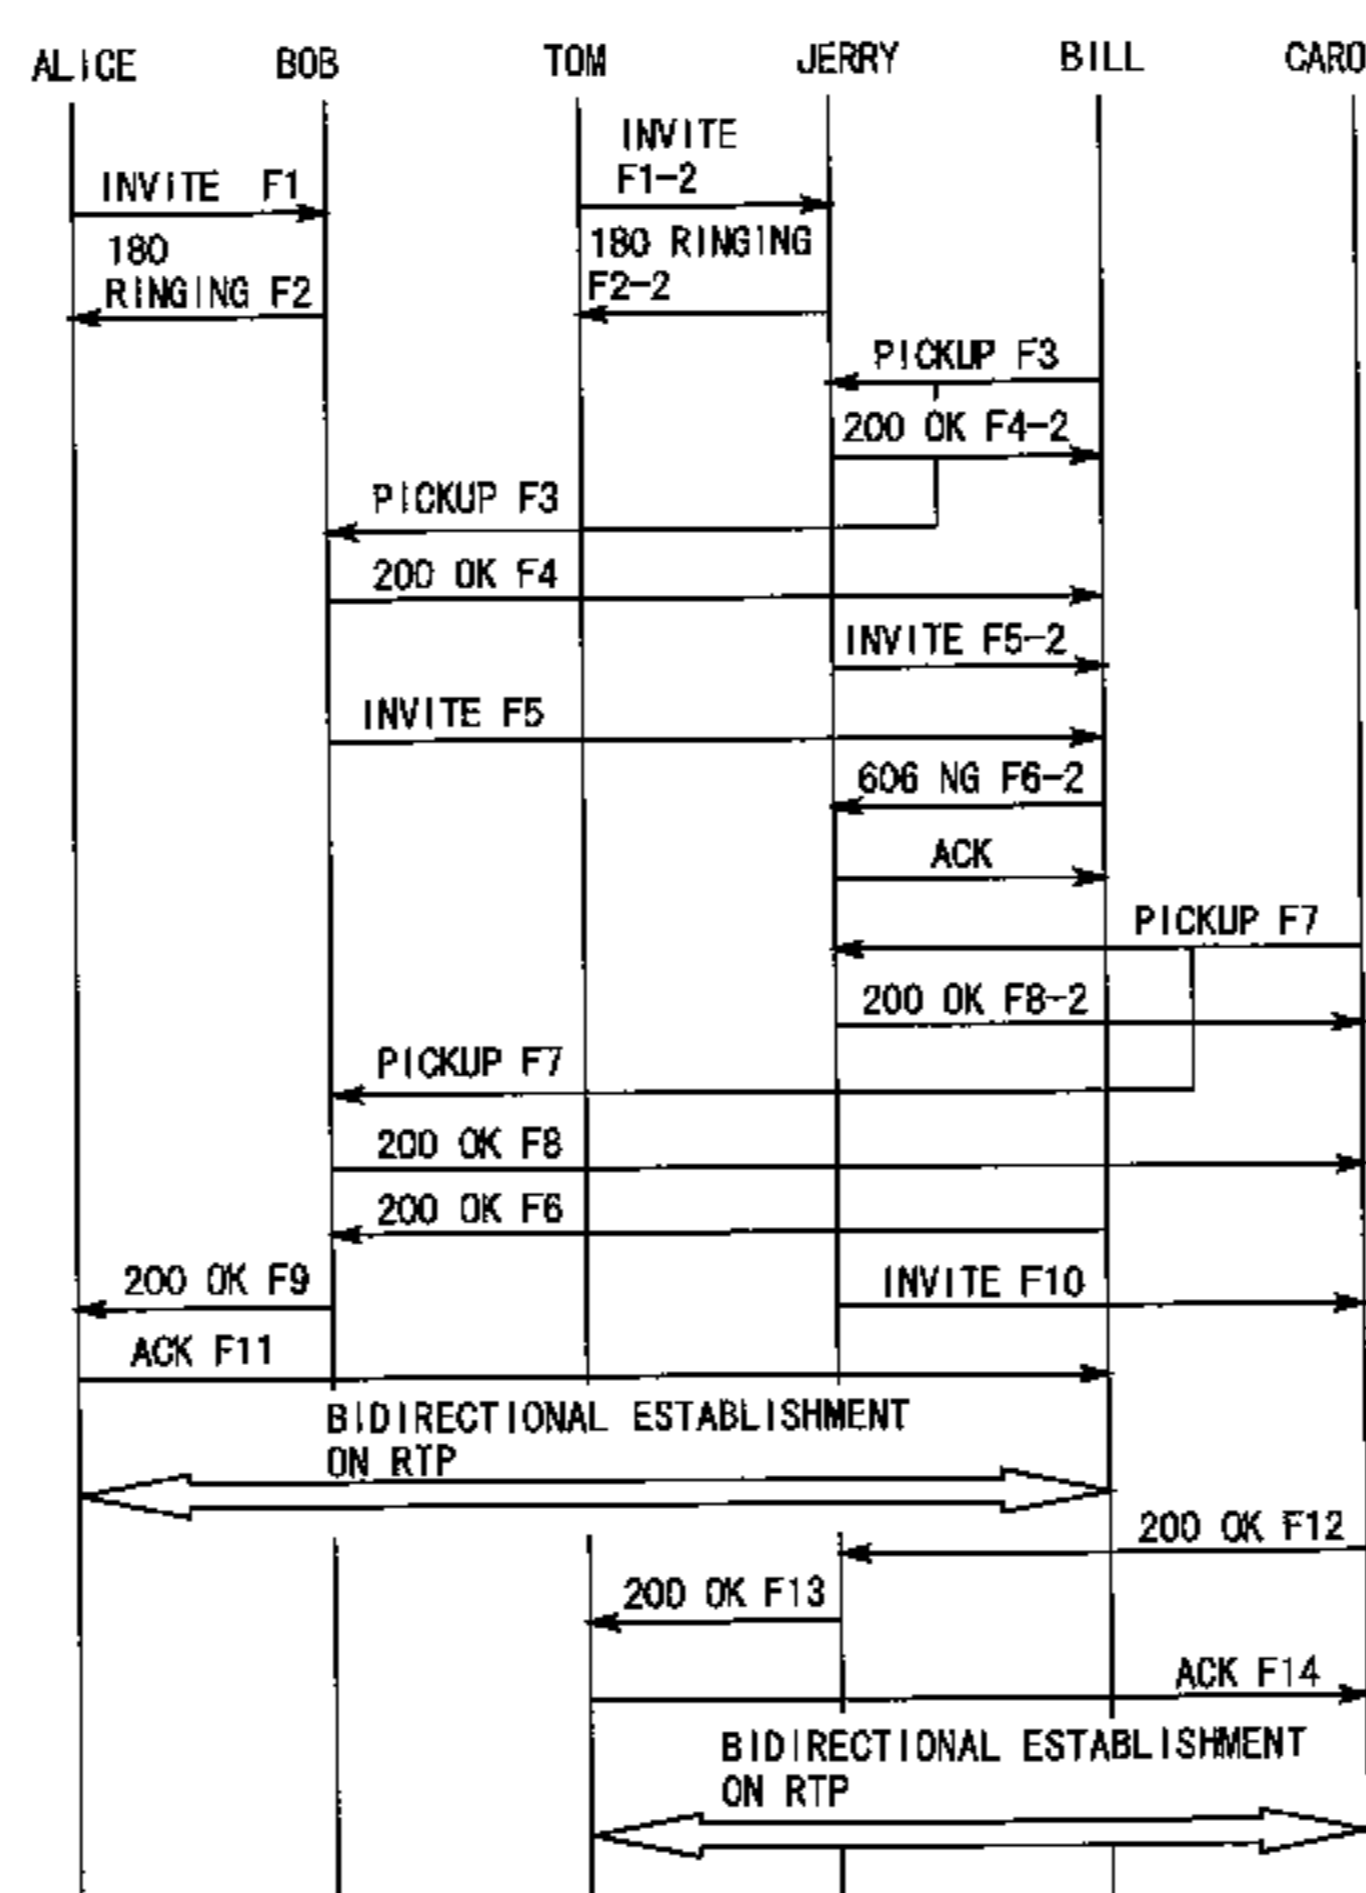 ALICE BOB TOM JERRY BILL CARO
INVITE
F1-2
INVITE F1
180 RINGING
F2-2
180
RINGING F2
PICKUP F3
200 OK F4-2
PICKUP F3
200 OK F4
INVITE F5-2
INVITE F5
606 NG F6-2
ACK
PICKUP F7
200 OK F8-2
PICKUP F7
200 OK F8
200 OK F6
200 OK F9
INVITE F10
ACK F11
BIDIRECTIONAL ESTABLISHMENT
ON RTP
200 OK F12
200 OK F13
ACK F14
BIDIRECTIONAL ESTABLISHMENT
ON RTP